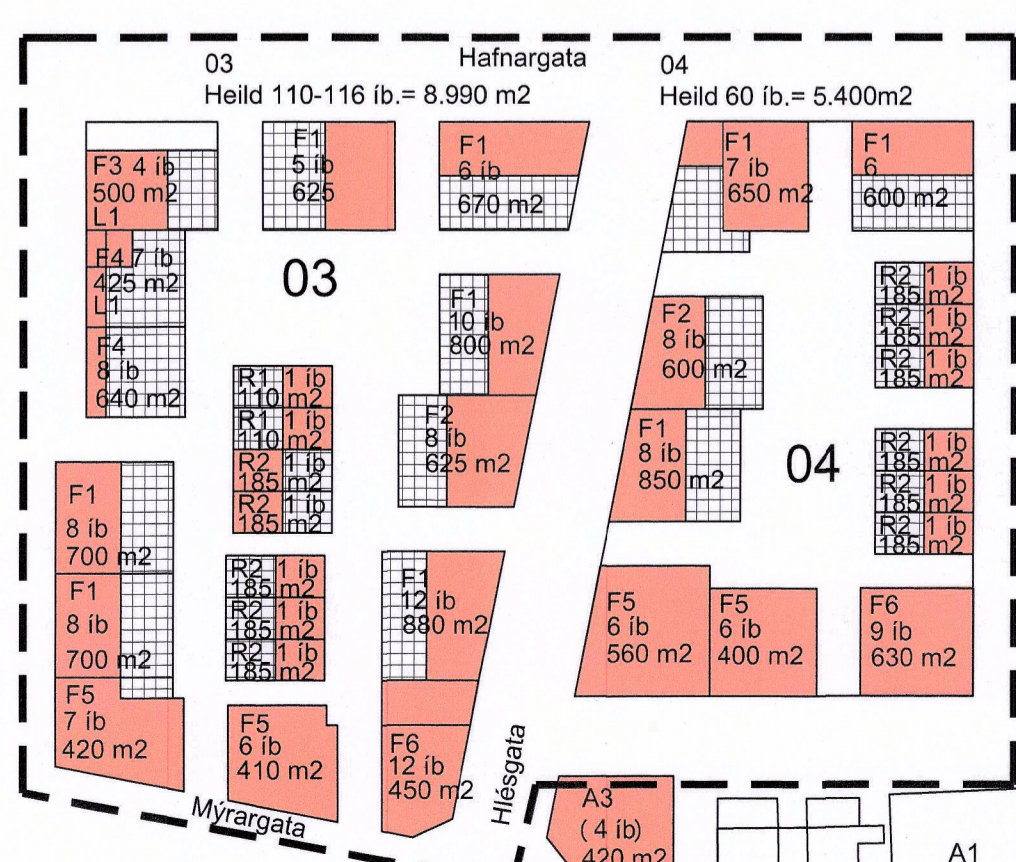 Hafnargata
03
Heild 110-116 íb.= 8.990 m2
04
Heild 60 íb.= 5.400m2
F3 4 íb
500 m2
L1
F1
5 íb
625
F1
6 íb
670 m2
F1
7 íb
650 m2
F1
6
600 m2
F4 7 íb
425 m2
L1
03
F4
8 íb
640 m2
F1
10 íb
800 m2
F2
8 íb
600 m2
R2 1 íb
185 m2
R2 1 íb
185 m2
R2 1 íb
185 m2
R1 1 íb
110 m2
R1 1 íb
110 m2
R2 1 íb
185 m2
R2 1 íb
185 m2
F2
8 íb
625 m2
F1
8 íb
850 m2
04
R2 1 íb
185 m2
R2 1 íb
185 m2
R2 1 íb
185 m2
F1
8 íb
700 m2
F1
8 íb
700 m2
R2 1 íb
185 m2
R2 1 íb
185 m2
R2 1 íb
185 m2
F1
12 íb
880 m2
F5
6 íb
560 m2
F5
6 íb
400 m2
F6
9 íb
630 m2
F5
7 íb
420 m2
F5
6 íb
410 m2
F6
12 íb
450 m2
Hlésgata
Mýrargata
A3
( 4 íb)
420 m2
A1